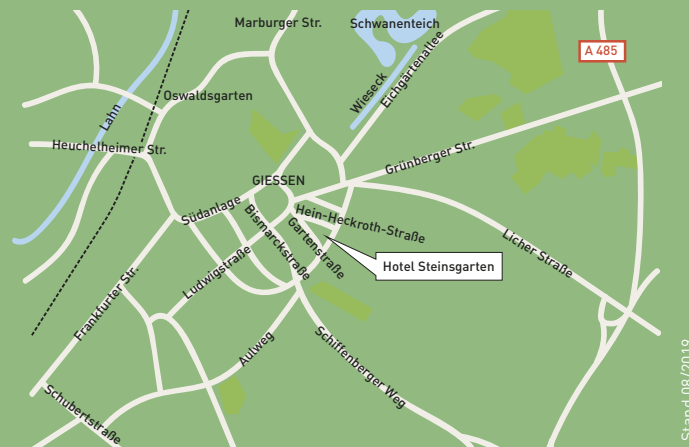 Marburger Str.
Schwanenteich
A 485
Wieseck
Eichgärtenallee
Oswaldsgarten
Lahn
Heuchelheimer Str.
Grünberger Str.
GIESSEN
Südanlage
Hein-Heckroth-Straße
Bismarckstraße
Gartenstraße
Licher Straße
Hotel Steinsgarten
Ludwigstraße
Frankfurter Str.
Aulweg
Schiffenberger Weg
Schubertstraße
Stand 08/2019